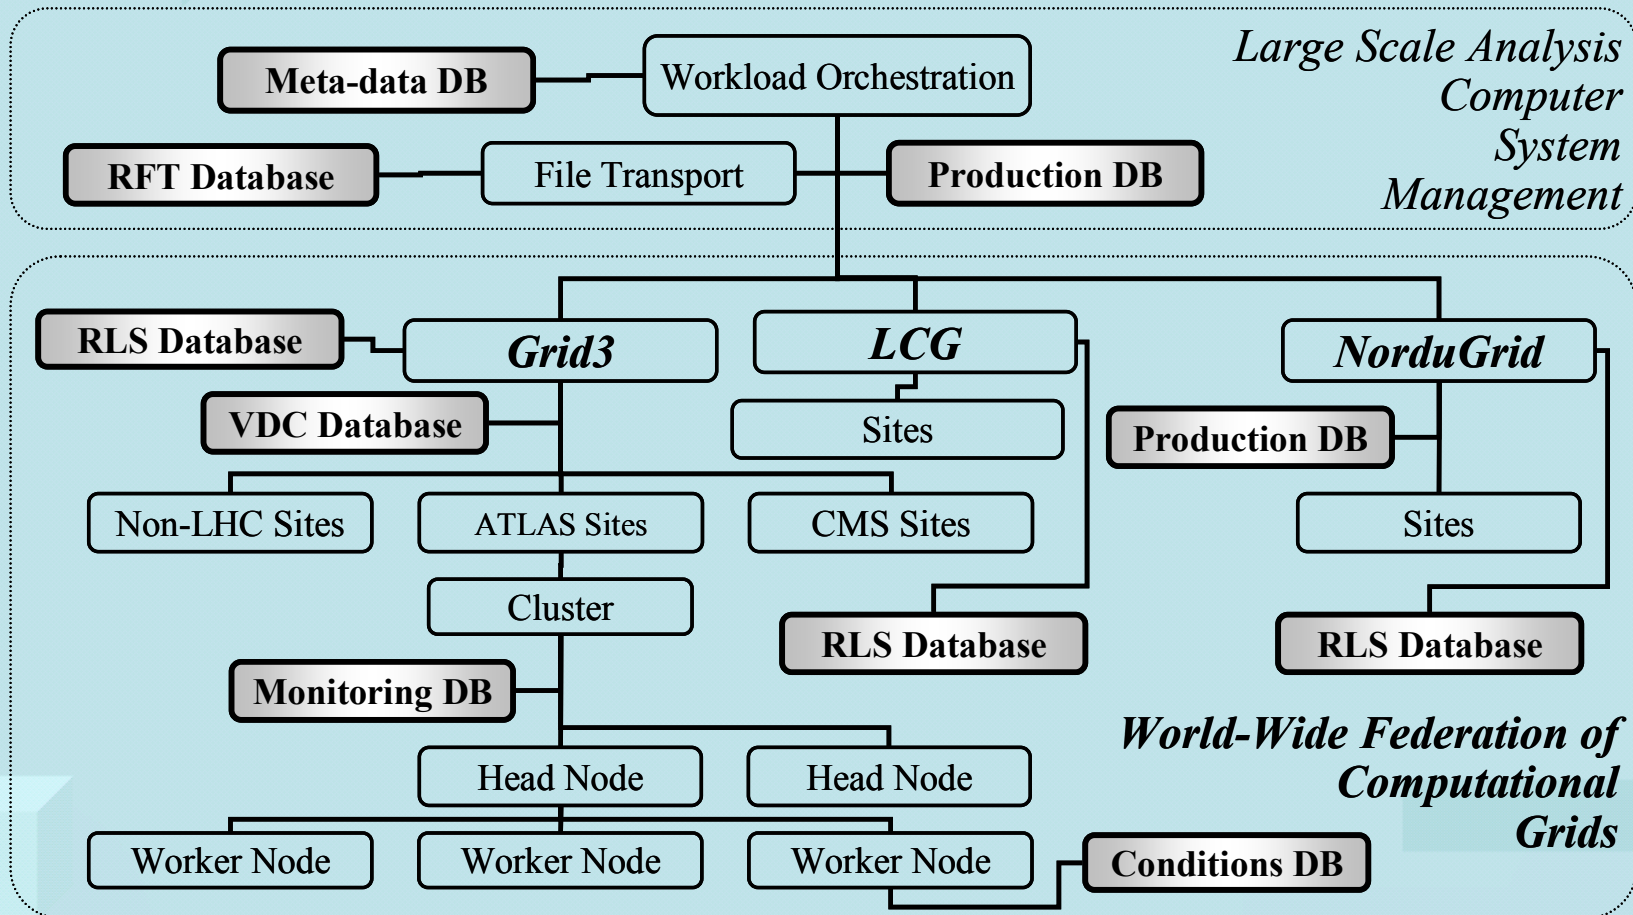 Large Scale Analysis
Computer
System
Management
Meta-data DB
Workload Orchestration
RFT Database
File Transport
Production DB
RLS Database
Grid3
LCG
NorduGrid
VDC Database
Sites
Production DB
Non-LHC Sites
ATLAS Sites
CMS Sites
Sites
Cluster
RLS Database
RLS Database
Monitoring DB
World-Wide Federation of
Computational
Grids
Head Node
Head Node
Worker Node
Worker Node
Worker Node
Conditions DB